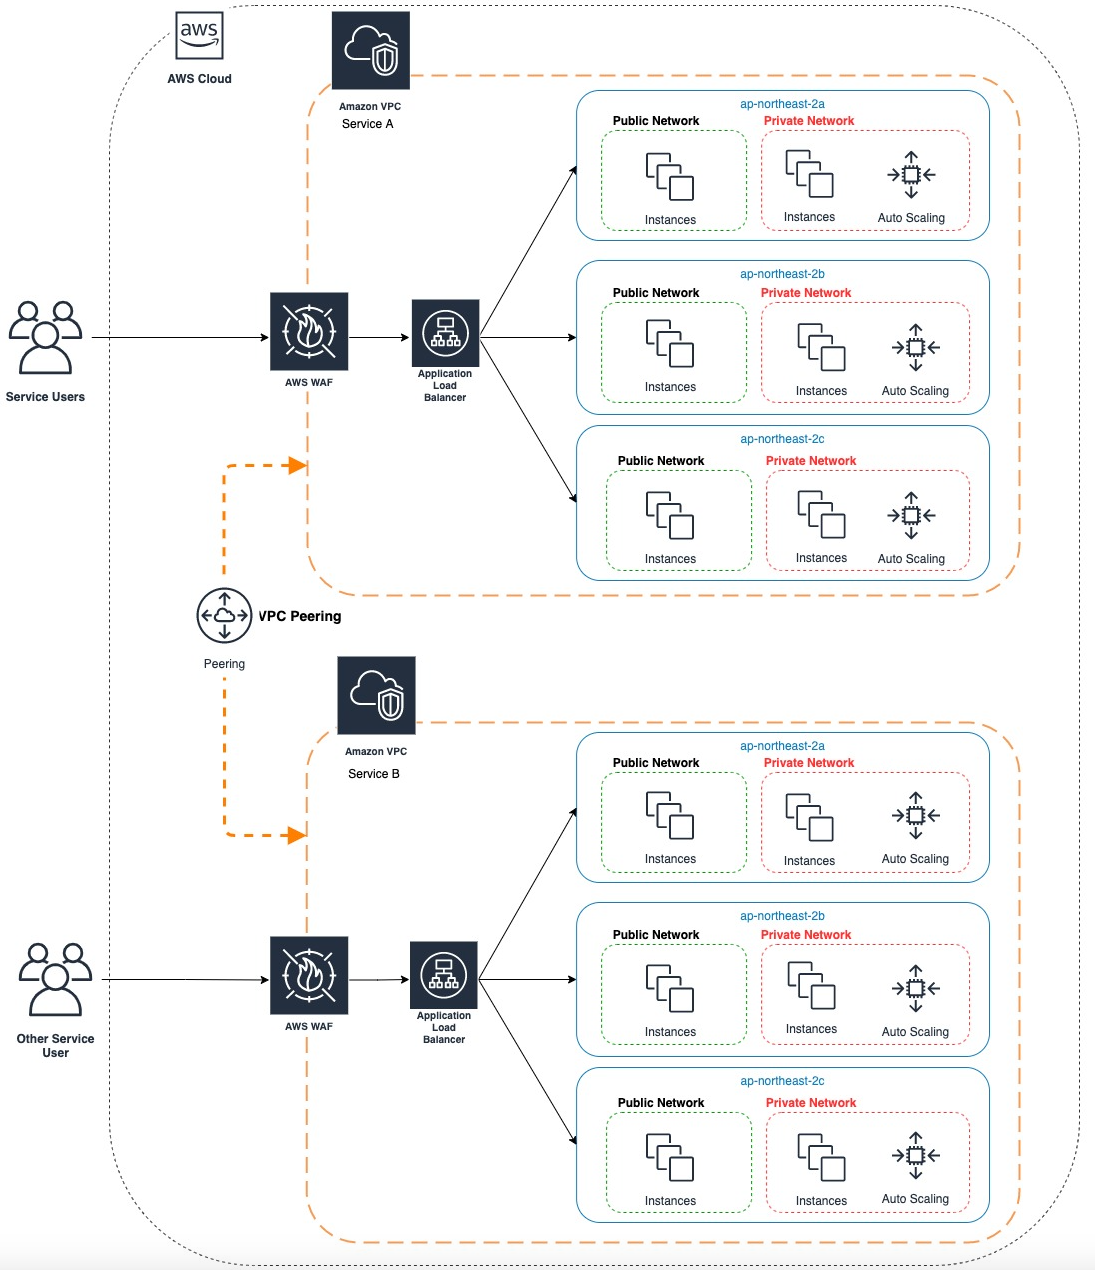 aws
AWS Cloud
Amazon VPC
Service A
ap-northeast-2a
Public Network
Private Network
Instances
Instances
Auto Scaling
ap-northeast-2b
Public Network
Private Network
Instances
Instances
Auto Scaling
ap-northeast-2c
Public Network
Private Network
Instances
Instances
Auto Scaling
Service Users
AWS WAF
Application
Load
Balancer
VPC Peering
Peering
Amazon VPC
Service B
ap-northeast-2a
Public Network
Private Network
Instances
Instances
Auto Scaling
ap-northeast-2b
Public Network
Private Network
Instances
Instances
Auto Scaling
ap-northeast-2c
Public Network
Private Network
Instances
Instances
Auto Scaling
Other Service
User
AWS WAF
Application
Load
Balancer